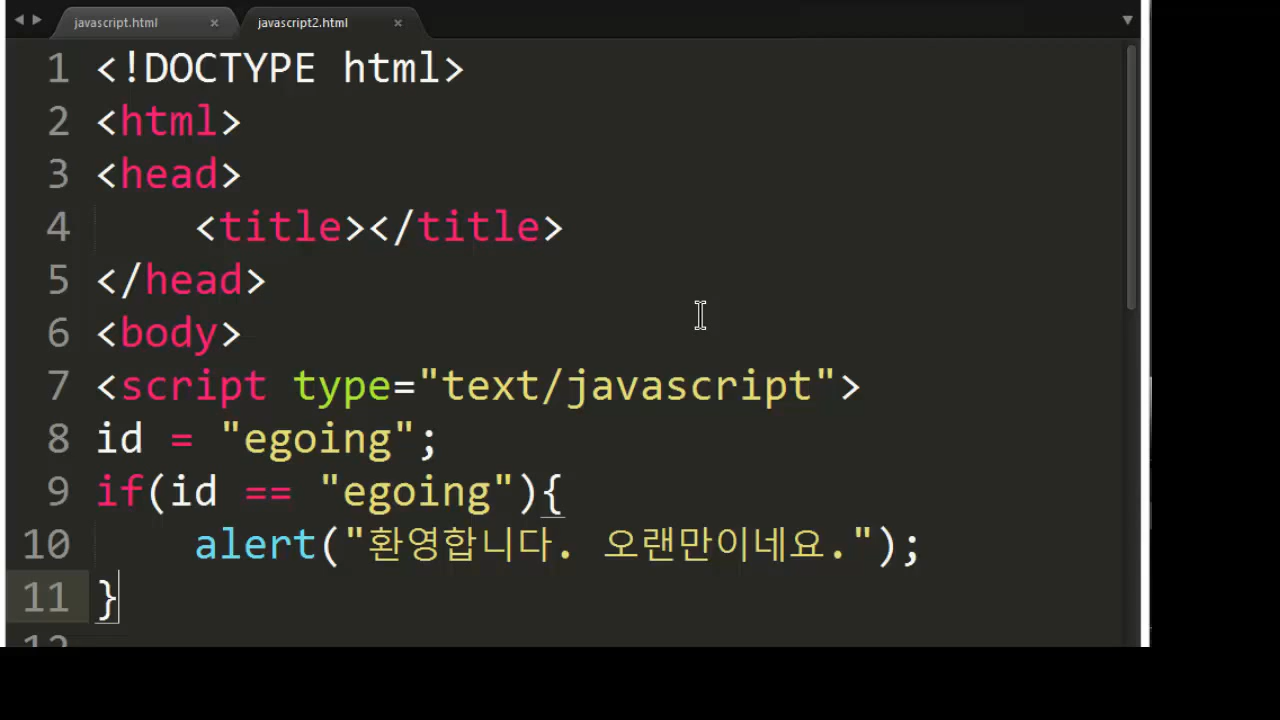 javascript.html × javascript2.html ×
1 <!DOCTYPE html>
2 <html>
3 <head>
4     <title></title>
5 </head>
6 <body>
7 <script type="text/javascript">
8 id = "egoing";
9 if(id == "egoing"){
10     alert("환영합니다. 오랜만이네요.");
11 }
12